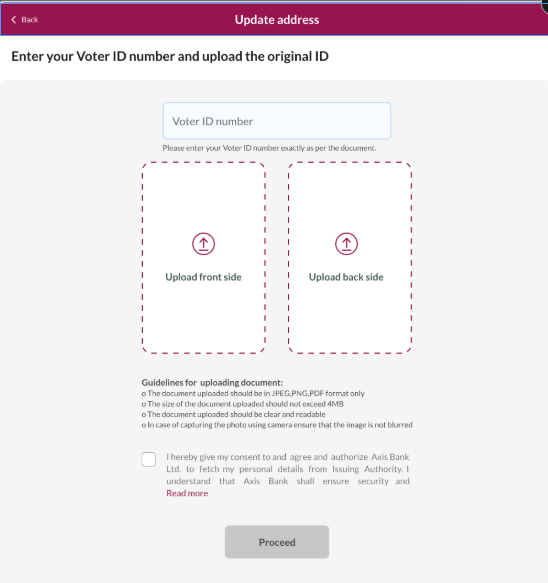 Back
Update address
Enter your Voter ID number and upload the original ID
Voter ID number
Please enter your Voter ID number exactly as per the document.
Upload front side
Upload back side
Guidelines for uploading document:
o The document uploaded should be in JPEG,PNG,PDF format only
o The size of the document uploaded should not exceed 4MB
o The document uploaded should be clear and readable
o In case of capturing the photo using camera ensure that the image is not blurred
I hereby give my consent to and agree and authorize Axis Bank
Ltd. to fetch my personal details from Issuing Authority. I
understand that Axis Bank shall ensure security and
Read more
Proceed